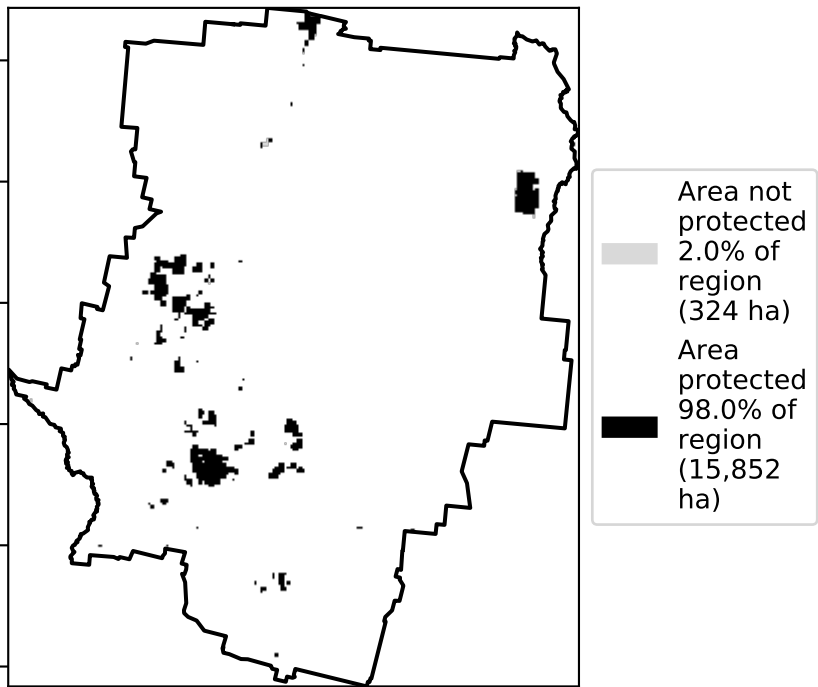 Area not
protected
2.0% of
region
(324 ha)
Area
protected
98.0% of
region
(15,852
ha)